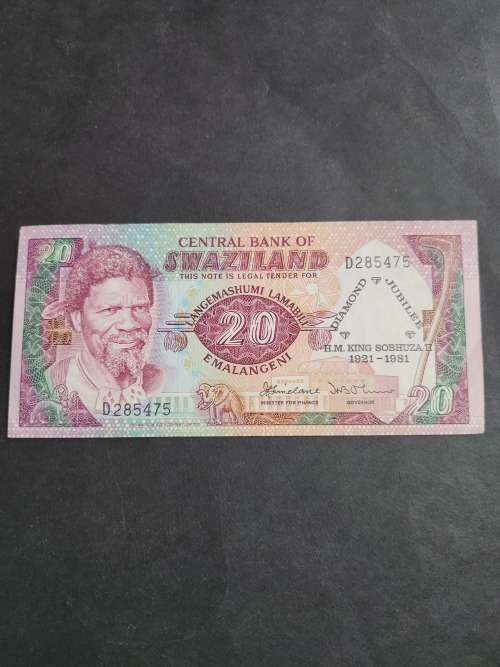 20
CENTRAL BANK OF
SWAZILAND
THIS NOTE IS LEGAL TENDER FOR
D285475
LANGEMASHUMI LAMABILI
20
EMALANGENI
DIAMOND JUBILEE
H.M. KING SOBHUZA II
1921-1981
D285475
MINISTER FOR FINANCE
GOVERNOR
20